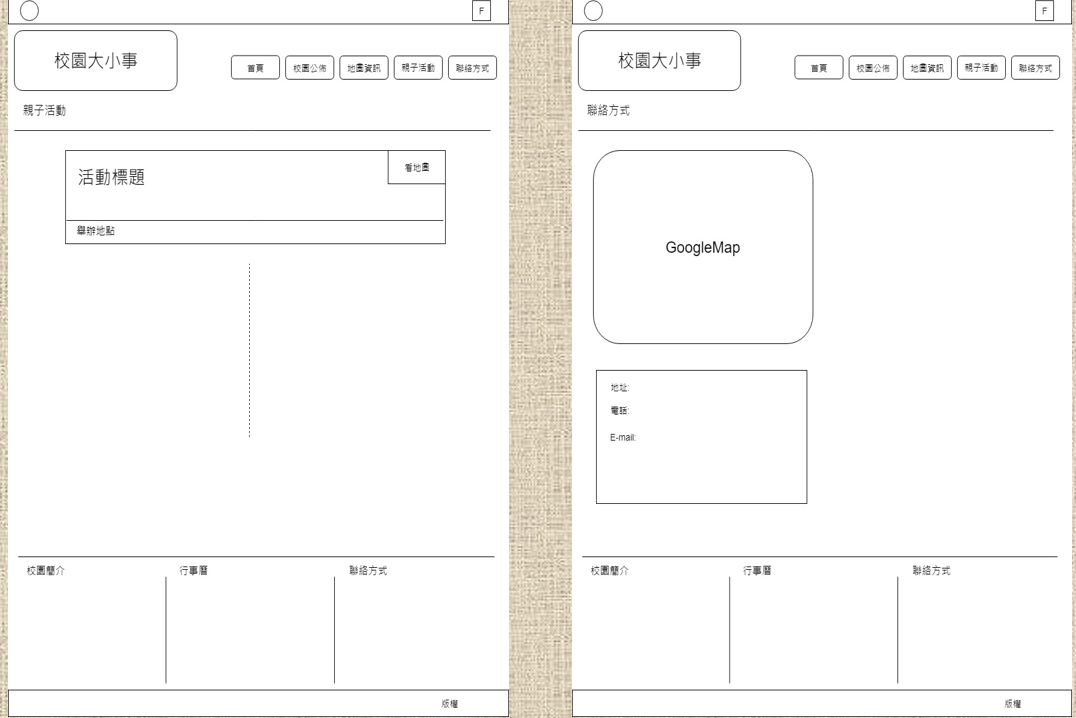 F
校園大小事
首頁
校園公佈
地圖資訊
親子活動
聯絡方式
親子活動
活動標題
看地圖
舉辦地點
校園簡介
行事曆
聯絡方式
版權
F
校園大小事
首頁
校園公佈
地圖資訊
親子活動
聯絡方式
聯絡方式
GoogleMap
地址:
電話:
E-mail:
校園簡介
行事曆
聯絡方式
版權